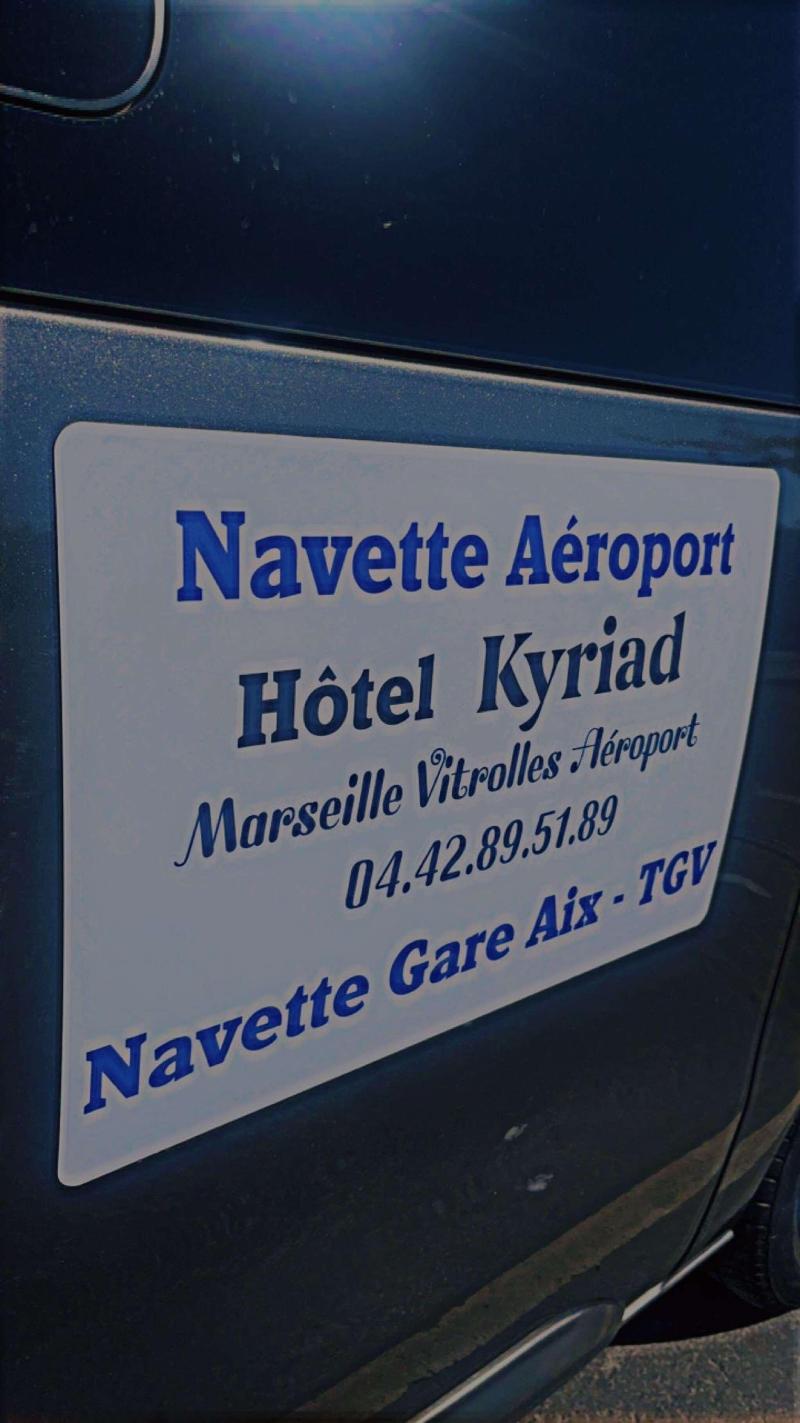 Navette Aéroport
Hôtel Kyriad
Marseille Vitrolles Aéroport
04.42.89.51.89
Navette Gare Aix - TGV